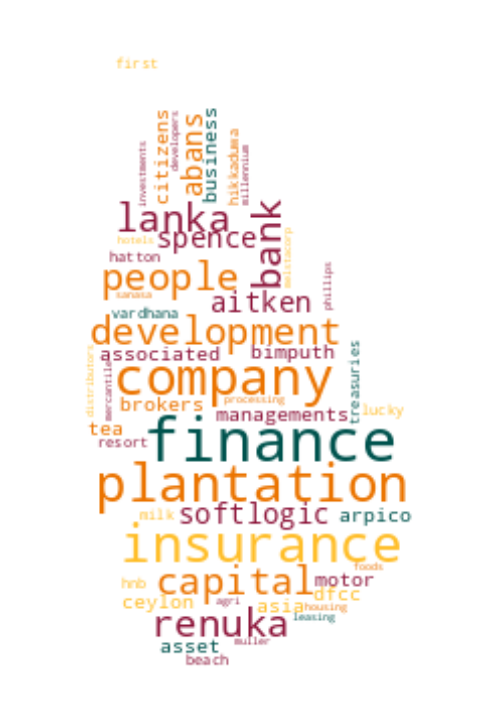 first
investments
citizens
developers
abans
business
hikkaduwa
millennium
lanka
bank
hotels
spence
melstacorp
hatton
people
phillips
sanasa
aitken
vardhana
development
associated
bimputh
treasuries
distributors
mercantile
company
brokers
processing
managements
lucky
tea
resort
finance
plantation
milk
softlogic
arpico
insurance
foods
hnb
capital
motor
ceylon
agri
asia
housing
dfcc
leasing
renuka
muller
asset
beach